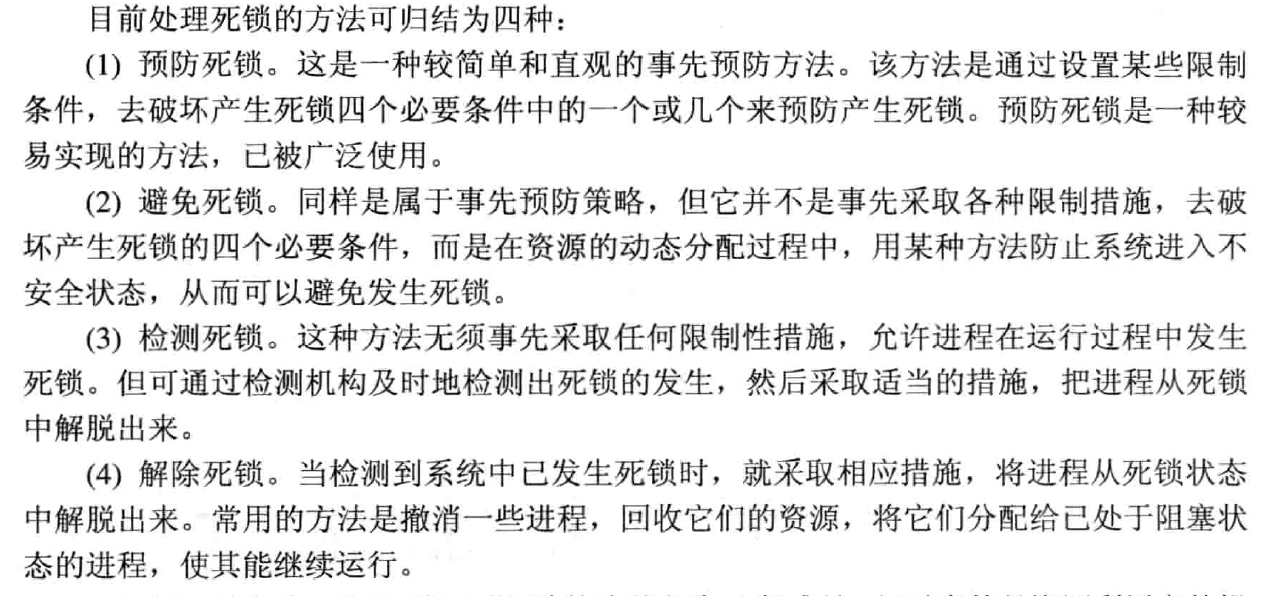 目前处理死锁的方法可归结为四种：
(1) 预防死锁。这是一种较简单和直观的事先预防方法。该方法是通过设置某些限制
条件，去破坏产生死锁四个必要条件中的一个或几个来预防产生死锁。预防死锁是一种较
易实现的方法，已被广泛使用。
(2) 避免死锁。同样是属于事先预防策略，但它并不是事先采取各种限制措施，去破
坏产生死锁的四个必要条件，而是在资源的动态分配过程中，用某种方法防止系统进入不
安全状态，从而可以避免发生死锁。
(3) 检测死锁。这种方法无须事先采取任何限制性措施，允许进程在运行过程中发生
死锁。但可通过检测机构及时地检测出死锁的发生，然后采取适当的措施，把进程从死锁
中解脱出来。
(4) 解除死锁。当检测到系统中已发生死锁时，就采取相应措施，将进程从死锁状态
中解脱出来。常用的方法是撤消一些进程，回收它们的资源，将它们分配给已处于阻塞状
态的进程，使其能继续运行。